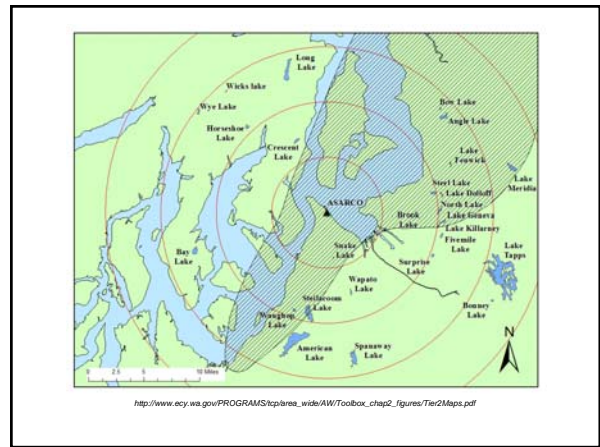 Long
Lake
Wicks lake
Wye Lake
Bow Lake
Angle Lake
Horseshoe
Lake
Crescent
Lake
Lake
Fenwick
Lake
Meridia
Steel Lake
Lake Dolloff
ASARCO
North Lake
Brook
Lake
Lake Geneva
Lake Killarney
Fivemile
Lake
Snake
Lake
Bay
Lake
Surprise
Lake
Lake
Tapps
Wapato
Lake
Steilacoom
Lake
Waughop
Lake
Bonney
Lake
American
Lake
Spanaway
Lake
N
0 2.5 5 10 Miles
http://www.ecy.wa.gov/PROGRAMS/tcp/area_wide/AW/Toolbox_chap2_figures/Tier2Maps.pdf